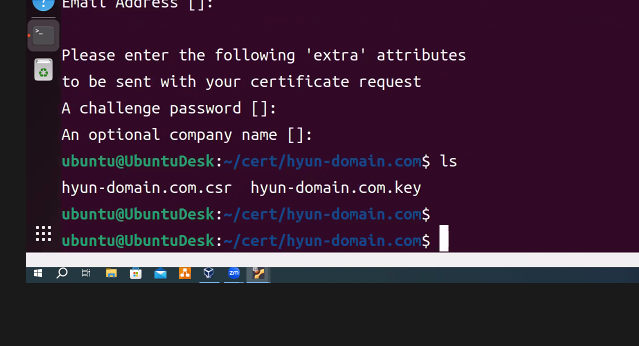 Email Address []:
Please enter the following 'extra' attributes
to be sent with your certificate request
A challenge password []:
An optional company name []:
ubuntu@UbuntuDesk:~/cert/hyun-domain.com$ ls
hyun-domain.com.csr  hyun-domain.com.key
ubuntu@UbuntuDesk:~/cert/hyun-domain.com$
ubuntu@UbuntuDesk:~/cert/hyun-domain.com$
zm